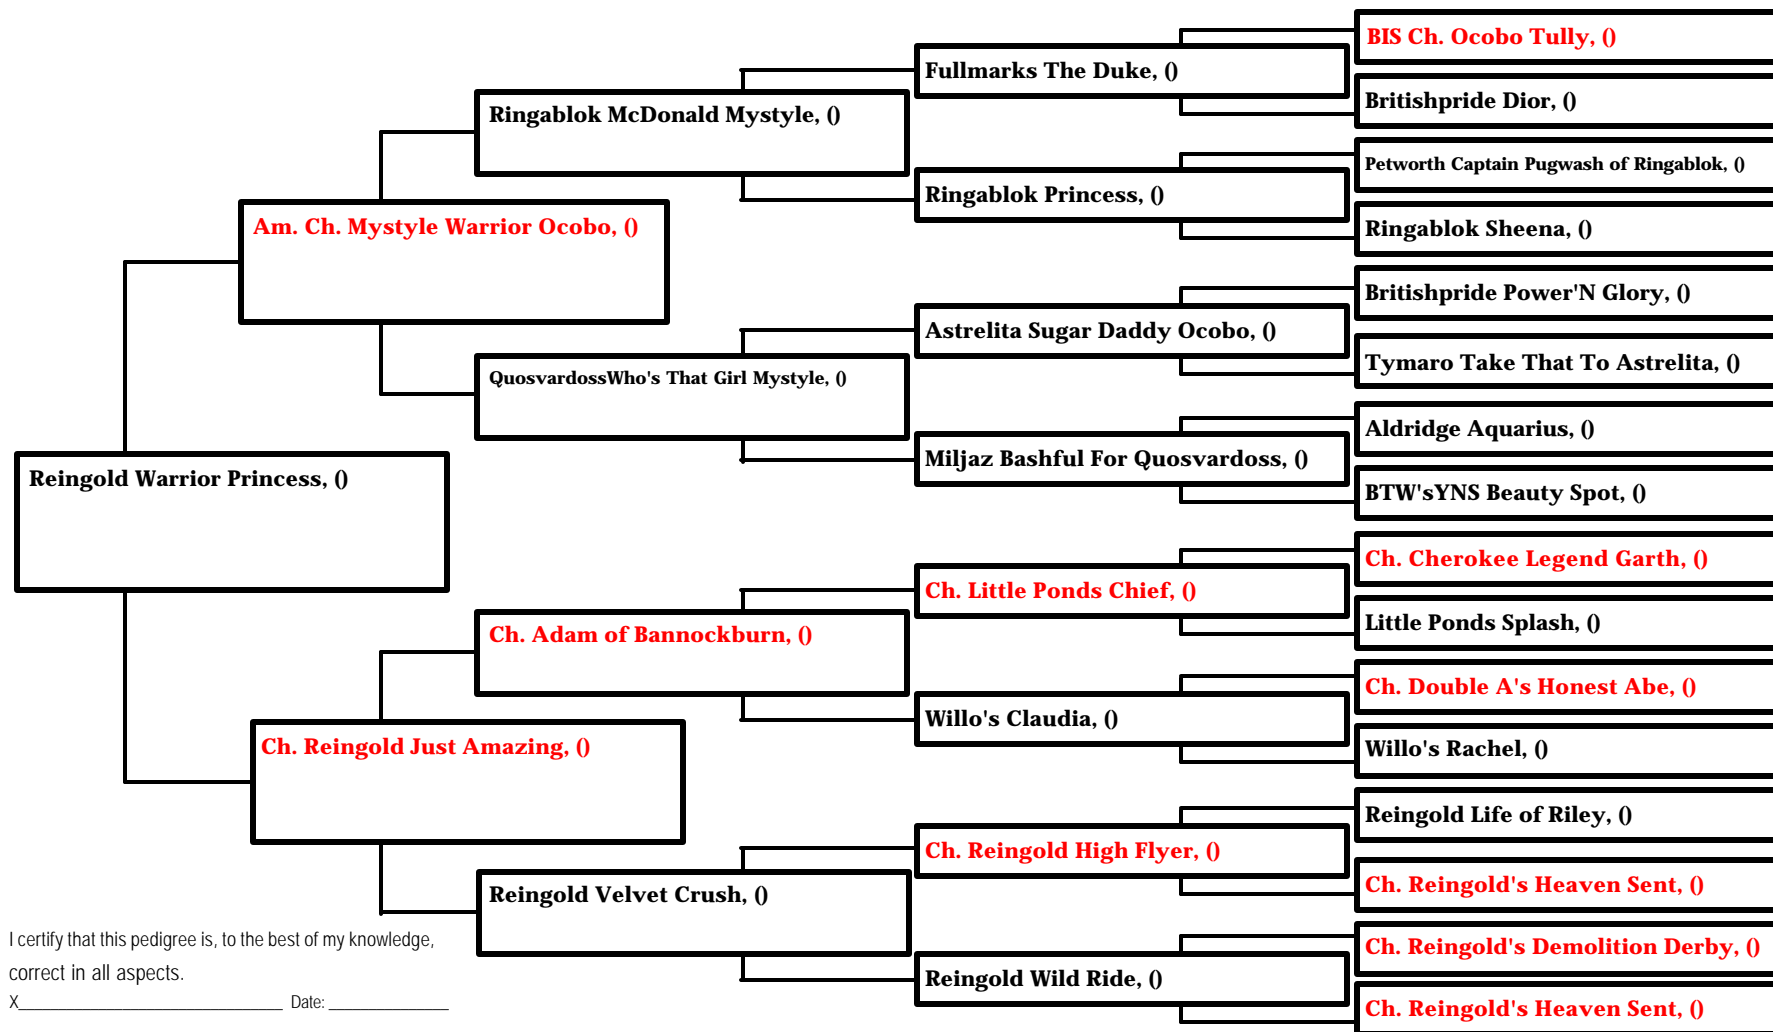 BIS Ch. Ocobo Tully, ()
Fullmarks The Duke, ()
Britishpride Dior, ()
Ringablok McDonald Mystyle, ()
Petworth Captain Pugwash of Ringablok, ()
Ringablok Princess, ()
Ringablok Sheena, ()
Am. Ch. Mystyle Warrior Ocobo, ()
Britishpride Power'N Glory, ()
Astrelita Sugar Daddy Ocobo, ()
Tymaro Take That To Astrelita, ()
QuosvardossWho's That Girl Mystyle, ()
Aldridge Aquarius, ()
Miljaz Bashful For Quosvardoss, ()
BTW'sYNS Beauty Spot, ()
Reingold Warrior Princess, ()
Ch. Cherokee Legend Garth, ()
Ch. Little Ponds Chief, ()
Little Ponds Splash, ()
Ch. Adam of Bannockburn, ()
Ch. Double A's Honest Abe, ()
Willo's Claudia, ()
Willo's Rachel, ()
Ch. Reingold Just Amazing, ()
Reingold Life of Riley, ()
Ch. Reingold High Flyer, ()
Ch. Reingold's Heaven Sent, ()
Reingold Velvet Crush, ()
Ch. Reingold's Demolition Derby, ()
Reingold Wild Ride, ()
Ch. Reingold's Heaven Sent, ()
I certify that this pedigree is, to the best of my knowledge,
correct in all aspects.
X______________________________ Date: ______________